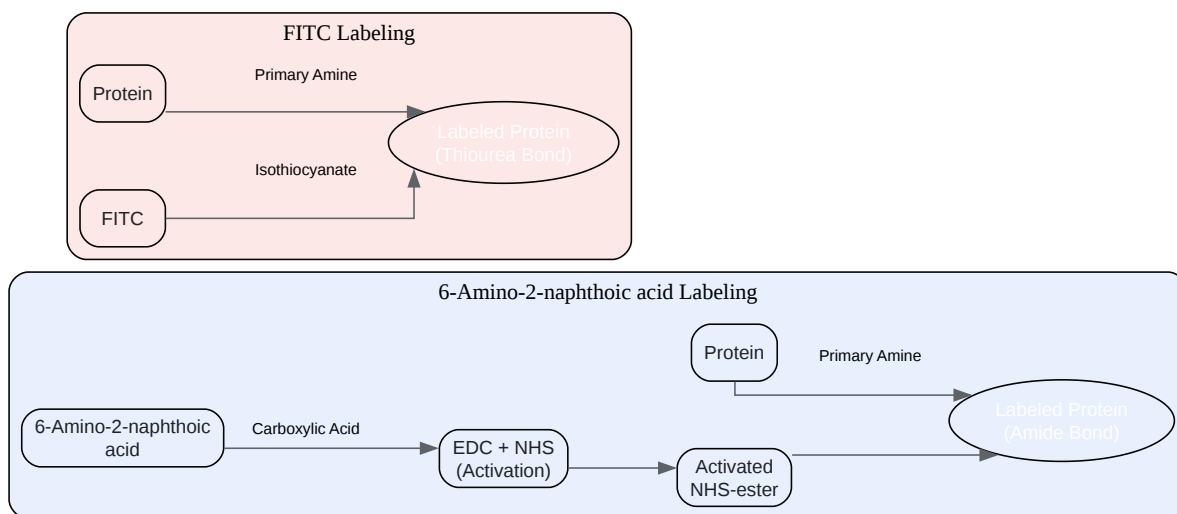 FITC Labeling
Primary Amine
Protein
Labeled Protein
(Thiourea Bond)
Isothiocyanate
FITC
6-Amino-2-naphthoic acid Labeling
Protein
Primary Amine
6-Amino-2-naphthoic
acid
Carboxylic Acid
EDC + NHS
(Activation)
Activated
NHS-ester
Labeled Protein
(Amide Bond)